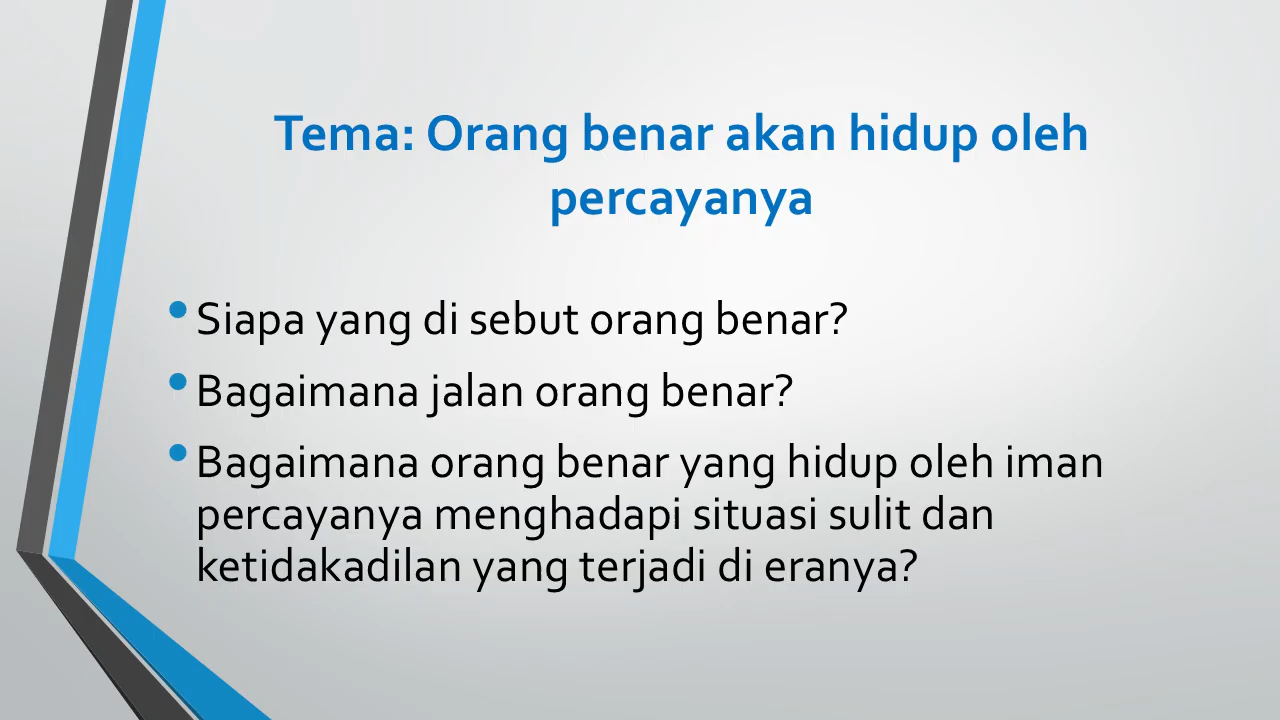 Tema: Orang benar akan hidup oleh
percayanya
• Siapa yang di sebut orang benar?
• Bagaimana jalan orang benar?
• Bagaimana orang benar yang hidup oleh iman
percayanya menghadapi situasi sulit dan
ketidakadilan yang terjadi di eranya?